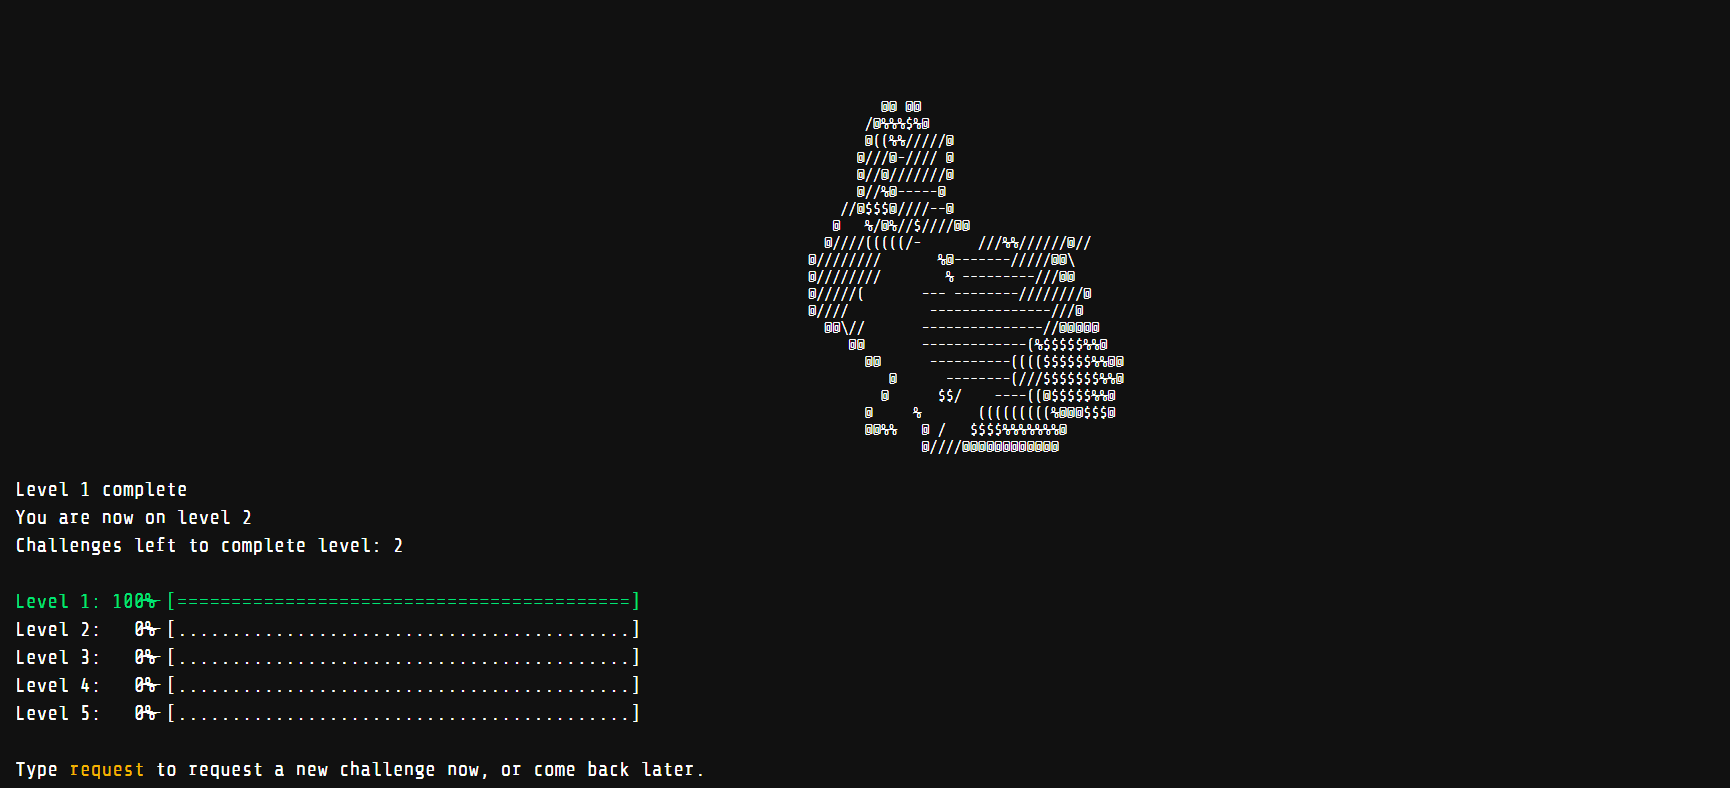 Level 1 complete
You are now on level 2
Challenges left to complete level: 2
Level 1: 100% [==========================================]
Level 2:   0% [..........................................]
Level 3:   0% [..........................................]
Level 4:   0% [..........................................]
Level 5:   0% [..........................................]
Type request to request a new challenge now, or come back later.